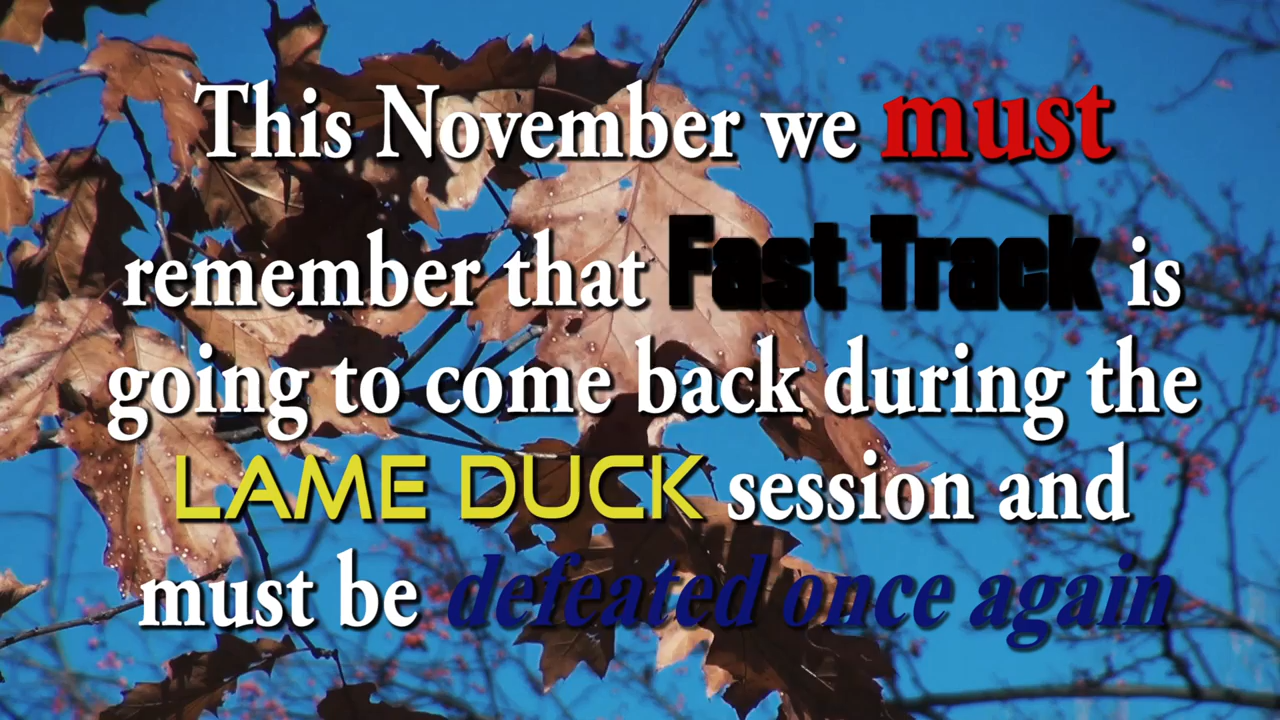 This November we must
remember that Fast Track is
going to come back during the
LAME DUCK session and
must be defeated once again